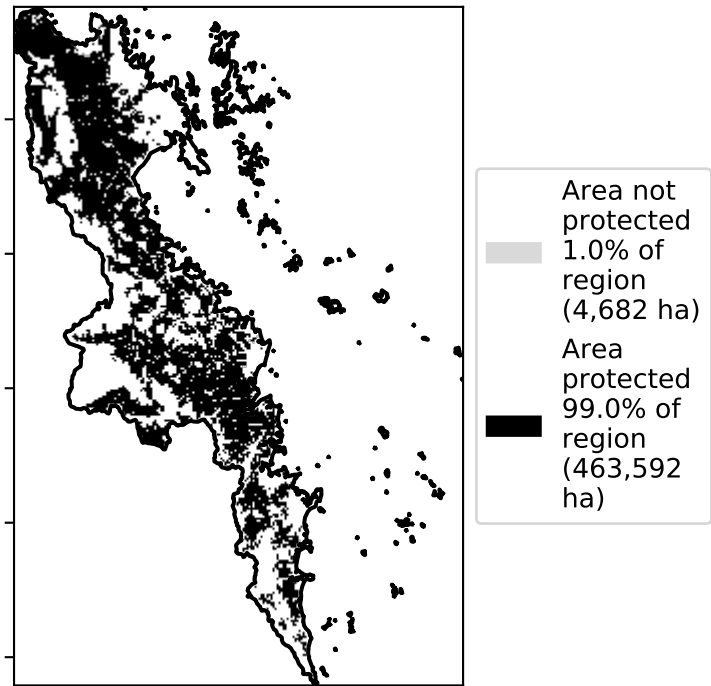 Area not
protected
1.0% of
region
(4,682 ha)
Area
protected
99.0% of
region
(463,592
ha)